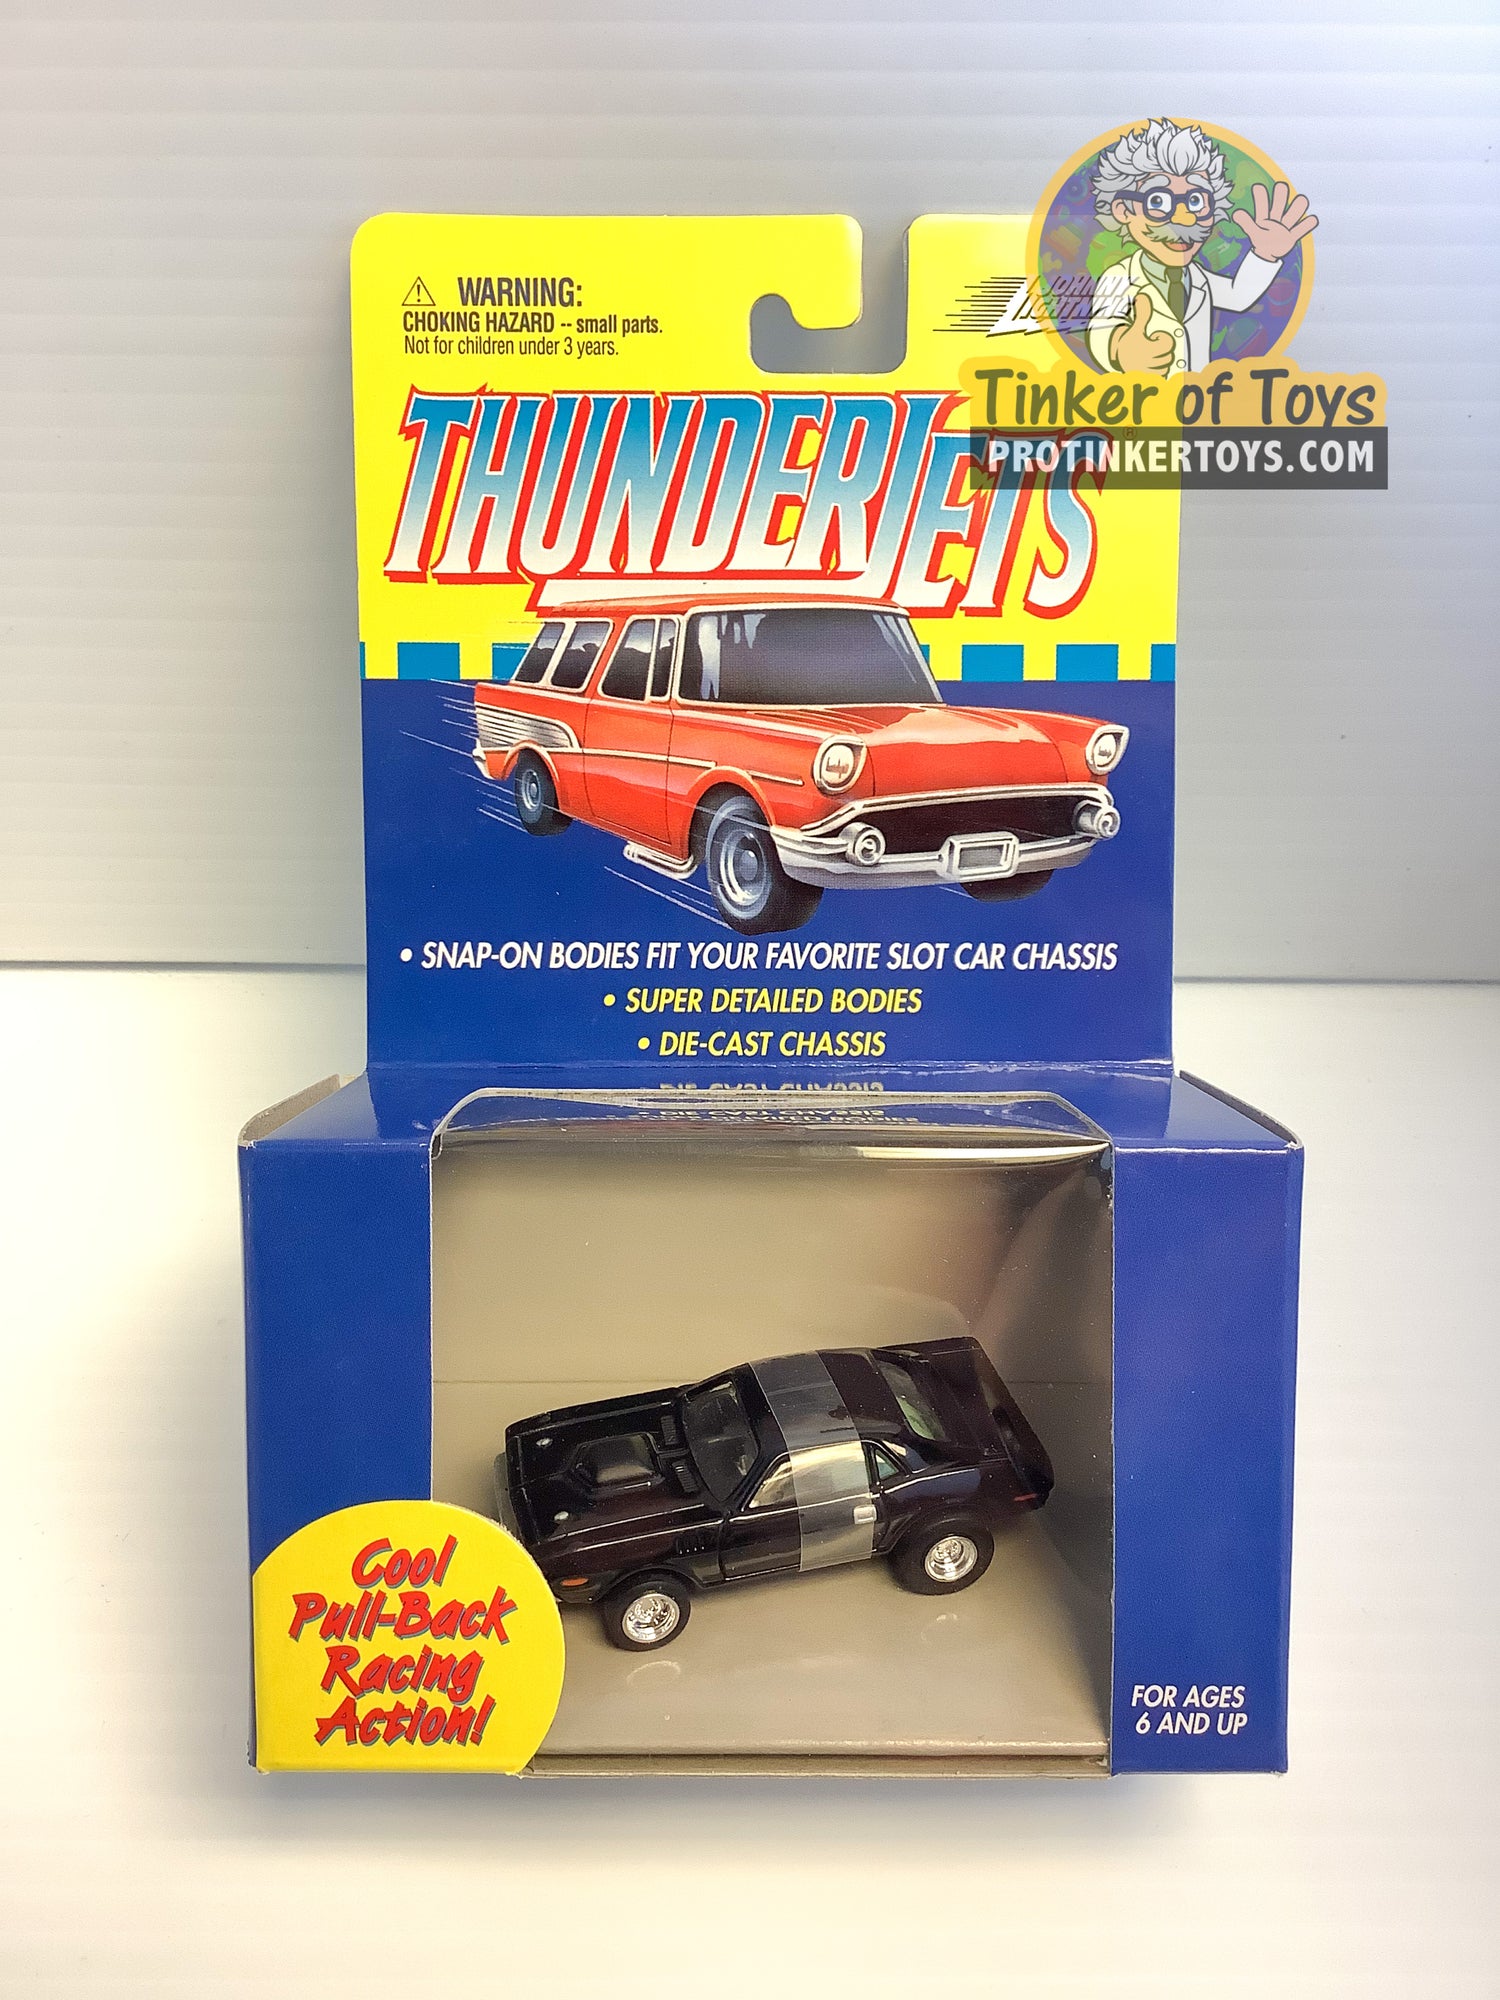 ⚠ WARNING:
CHOKING HAZARD -- small parts.
Not for children under 3 years.
JOHNNY
LIGHTNING
Tinker of Toys
PROTINKERTOYS.COM
THUNDERJETS®
• SNAP-ON BODIES FIT YOUR FAVORITE SLOT CAR CHASSIS
• SUPER DETAILED BODIES
• DIE-CAST CHASSIS
Cool
Pull-Back
Racing
Action!
FOR AGES
6 AND UP